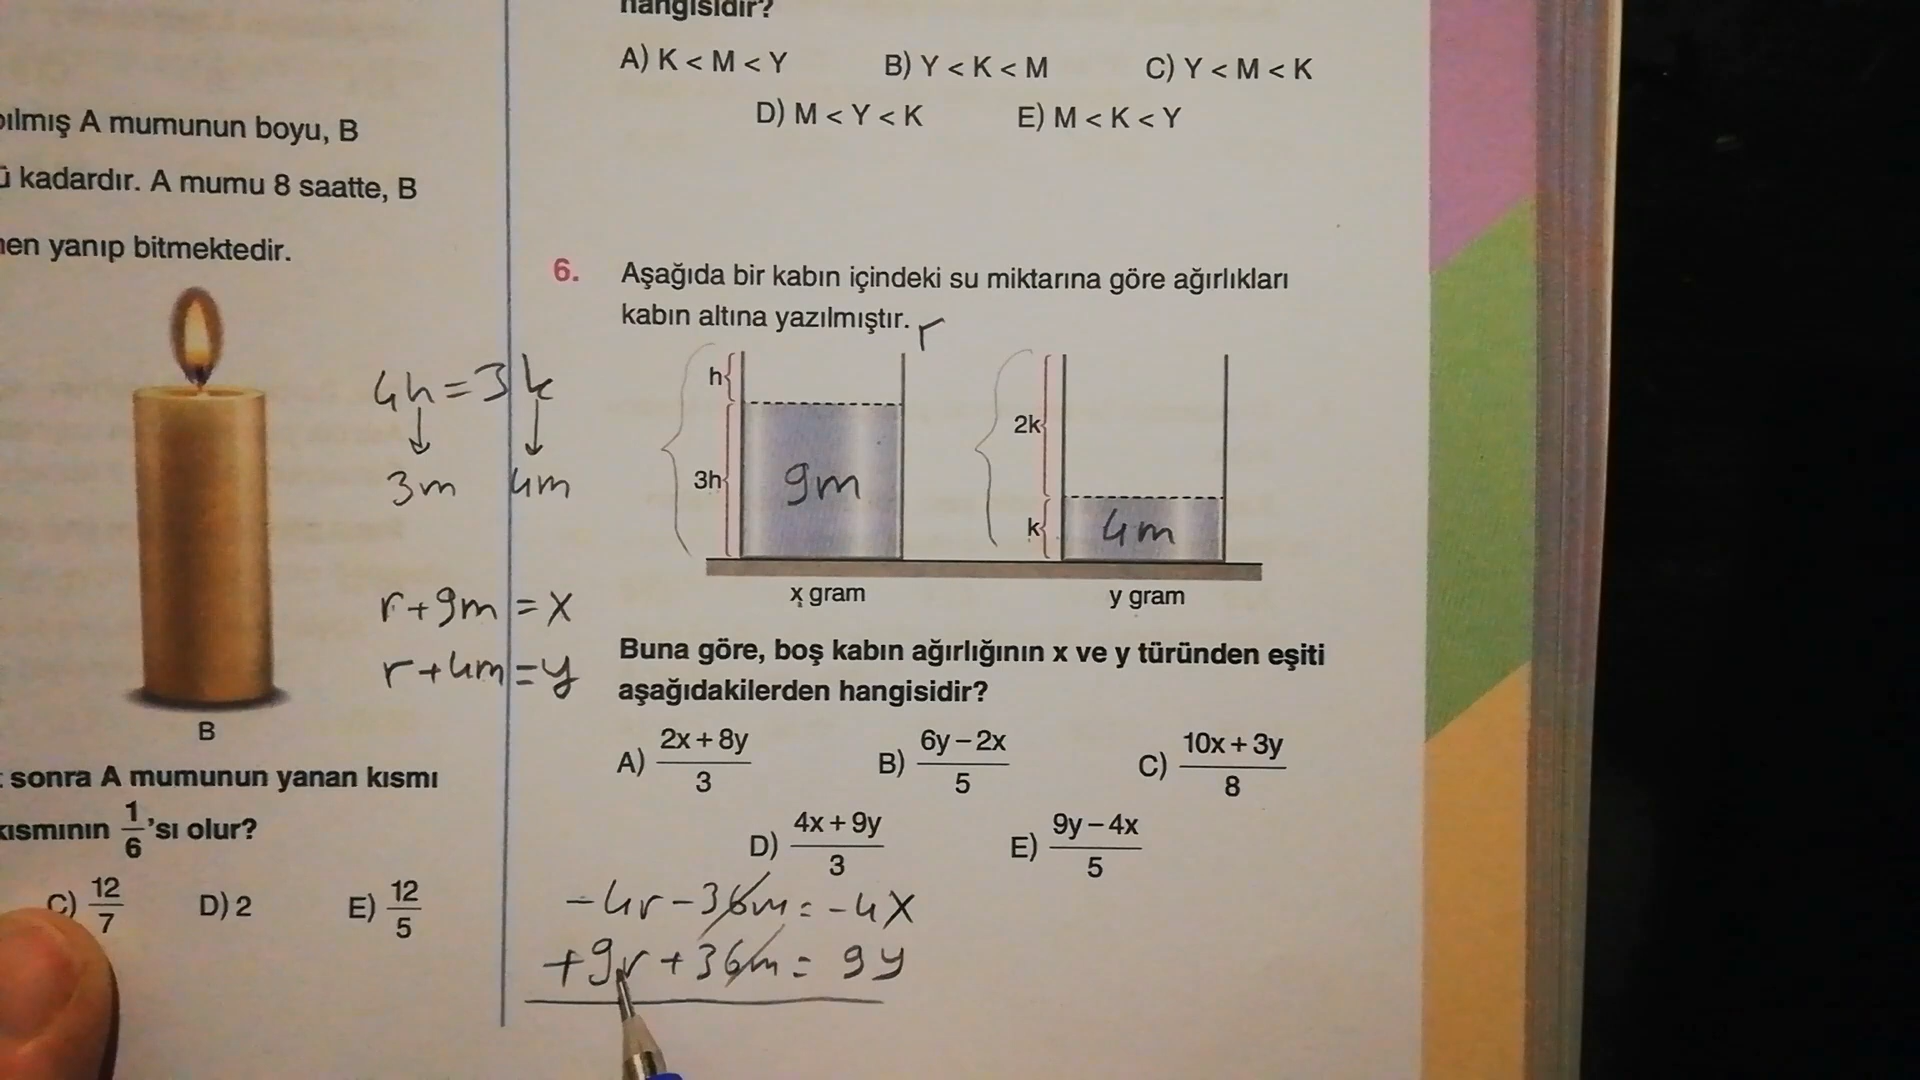 pılmış A mumunun boyu, B
ü kadardır. A mumu 8 saatte, B
nen yanıp bitmektedir.
B
sonra A mumunun yanan kısmı
kısmının 1/6'sı olur?
C) 12/7 D) 2 E) 12/5
4h = 3k
3m 4m
r + 9m = x
r + 4m = y
hangisidir?
A) K < M < Y B) Y < K < M C) Y < M < K
D) M < Y < K E) M < K < Y
6. Aşağıda bir kabın içindeki su miktarına göre ağırlıkları
kabın altına yazılmıştır. r
h 2k
3h 9m k 4m
x gram y gram
Buna göre, boş kabın ağırlığının x ve y türünden eşiti
aşağıdakilerden hangisidir?
A) 2x + 8y/3 B) 6y – 2x/5 C) 10x + 3y/8
D) 4x + 9y/3 E) 9y – 4x/5
-4r - 36m = -4x
+9r + 36m = 9y